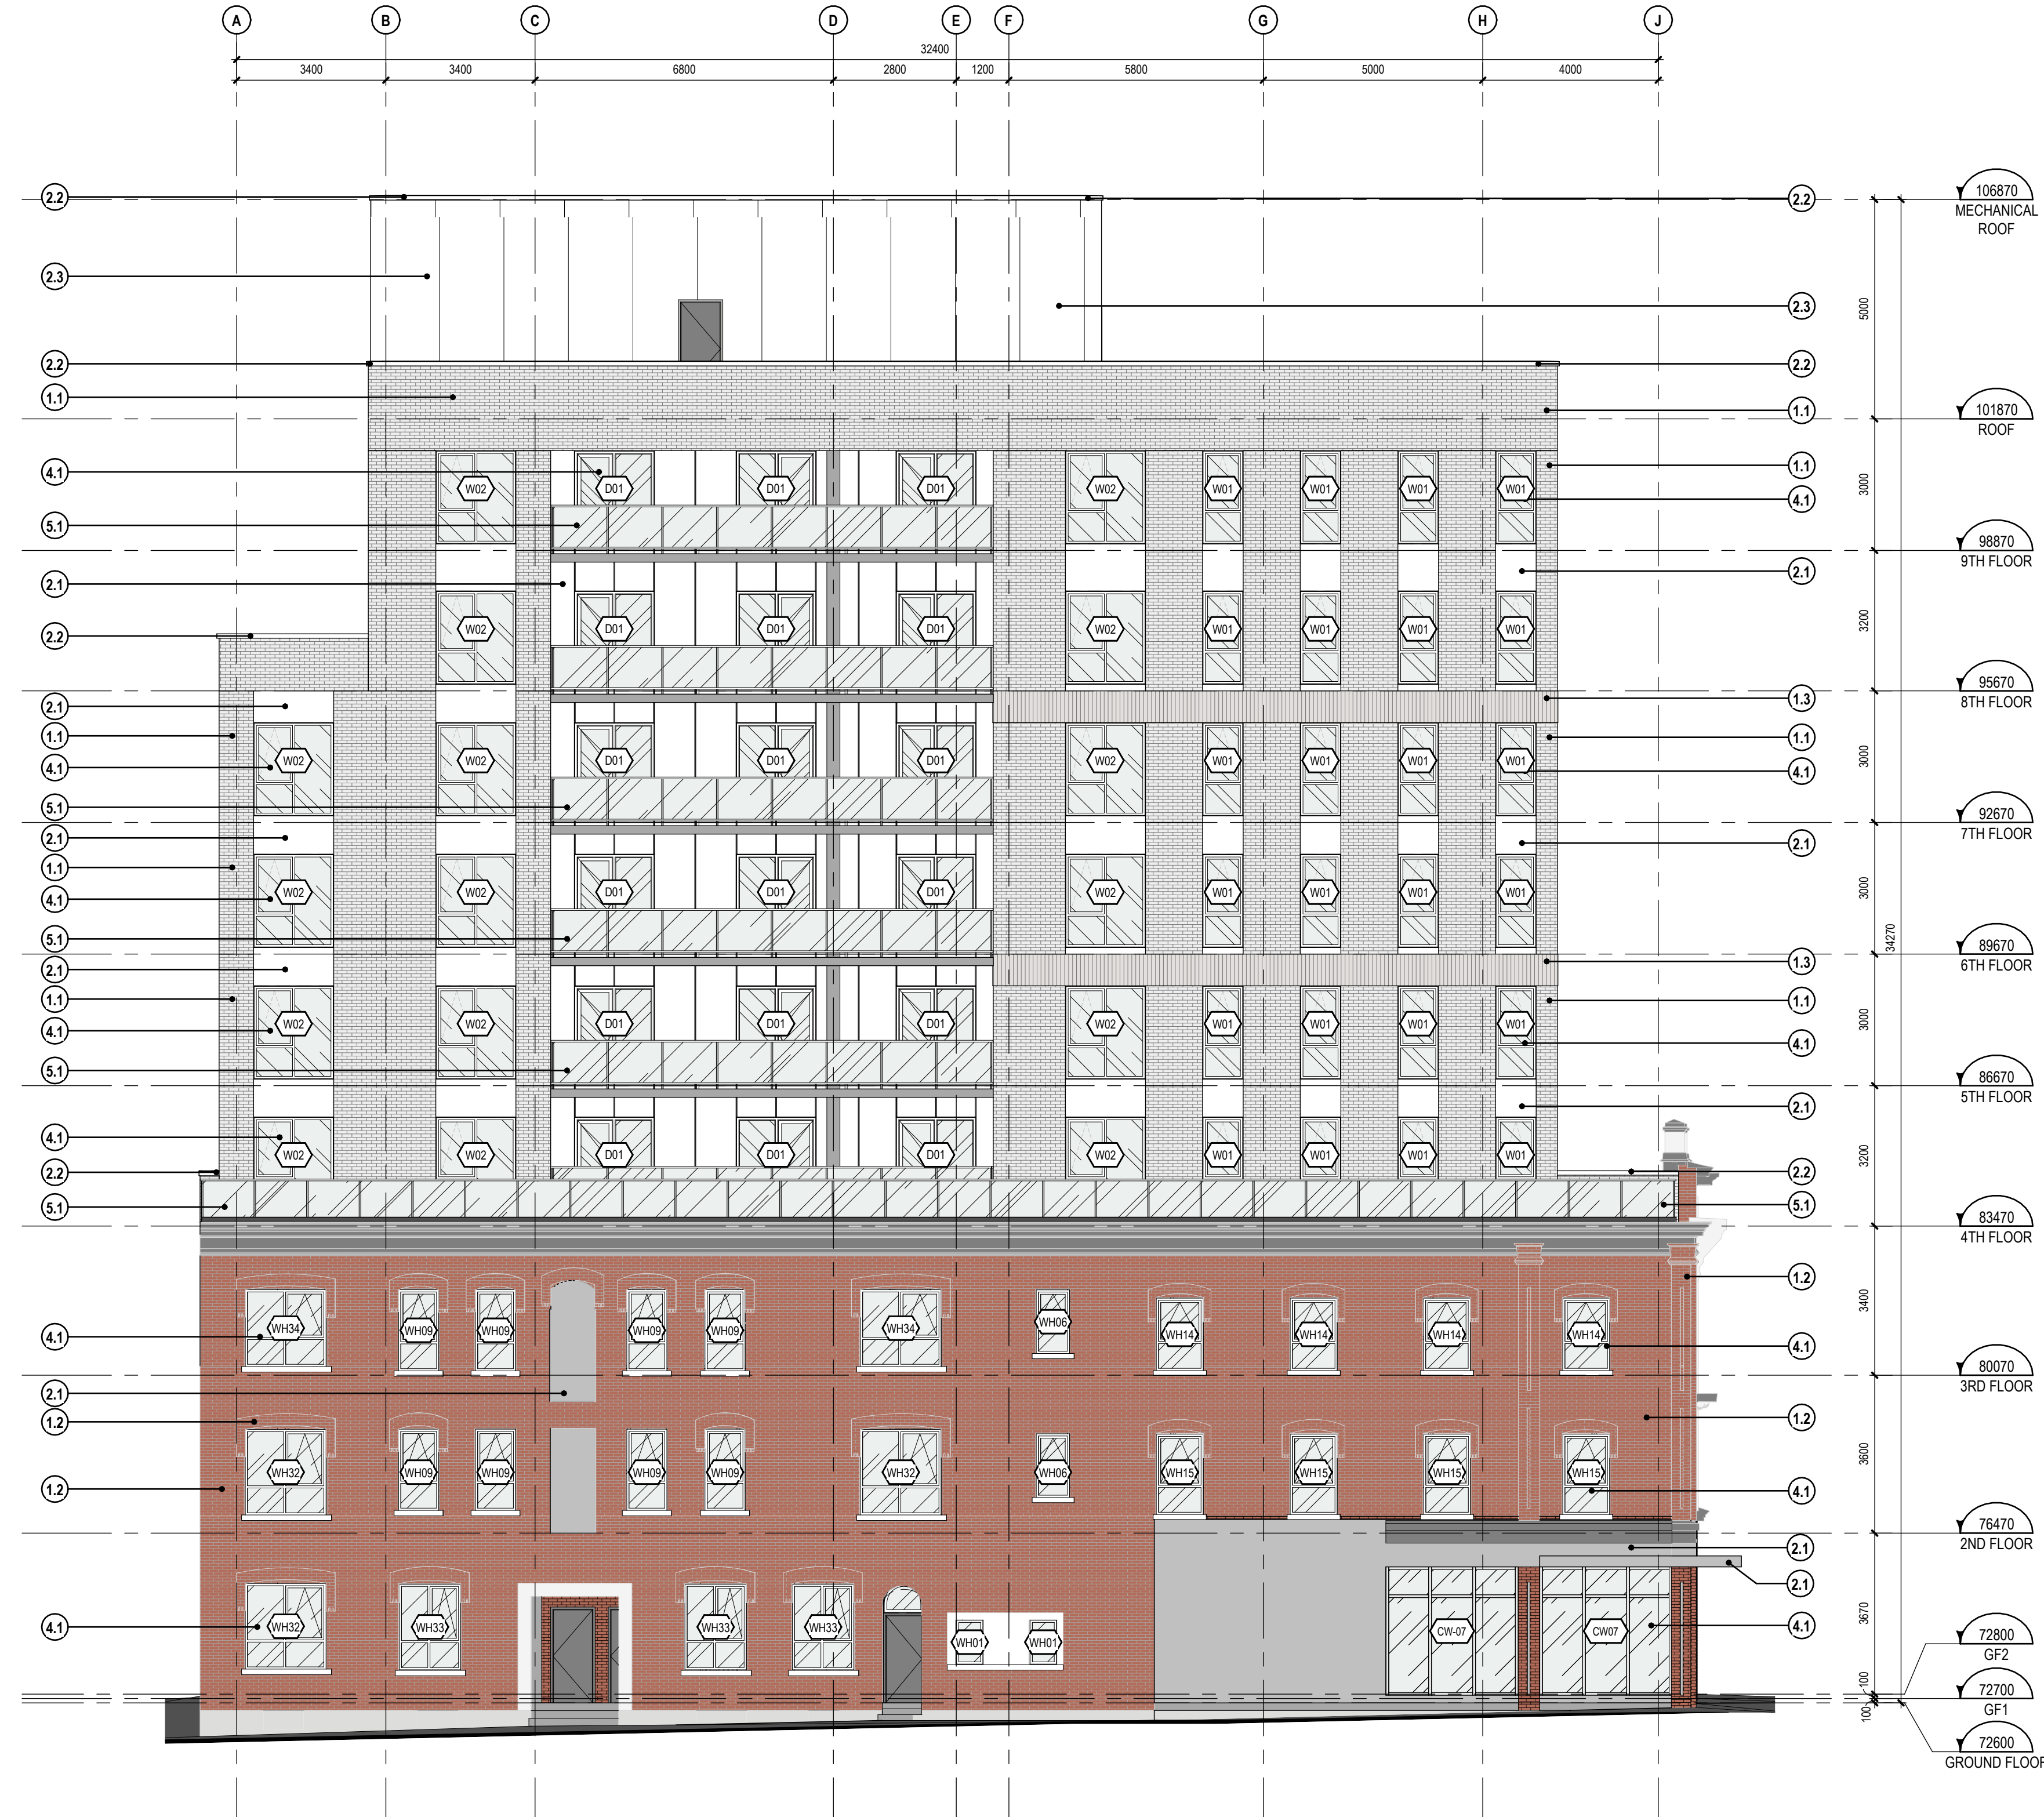 A B C D E F G H J
32400
3400 3400 6800 2800 1200 5800 5000 4000
2.2 2.2 106870
MECHANICAL
ROOF
2.3
2.3
5000
2.2 2.2
1.1
1.1 101870
ROOF
4.1 1.1
W02 D01 D01 D01 W02 W01 W01 W01 W01
4.1
3000
5.1
98870
9TH FLOOR
2.1 2.1
3200
2.2 W02 D01 D01 D01 W02 W01 W01 W01 W01
95670
8TH FLOOR
2.1 1.3
1.1 1.1
W02 W02 D01 D01 D01 W02 W01 W01 W01 W01
4.1 4.1
3000
5.1
92670
7TH FLOOR
2.1 2.1
1.1
W02 W02 D01 D01 D01 W02 W01 W01 W01 W01
4.1
3000
5.1
34270
89670
6TH FLOOR
2.1 1.3
1.1 1.1
W02 W02 D01 D01 D01 W02 W01 W01 W01 W01
4.1 4.1
3000
5.1
86670
5TH FLOOR
2.1
4.1
W02 W02 D01 D01 D01 W02 W01 W01 W01 W01
3200
2.2 2.2
5.1 5.1
83470
4TH FLOOR
1.2
3400
WH34 WH09 WH09 WH09 WH09 WH34 WH06 WH14 WH14 WH14 WH14
4.1 4.1
80070
3RD FLOOR
2.1
1.2 1.2
3600
WH32 WH09 WH09 WH09 WH09 WH32 WH06 WH15 WH15 WH15 WH15
1.2 4.1
76470
2ND FLOOR
2.1
2.1
3670
4.1 WH32 WH33 WH33 WH33 WH01 WH01 CW-07 CW07 4.1
72800
GF2
100
72700
GF1
100
72600
GROUND FLOOR